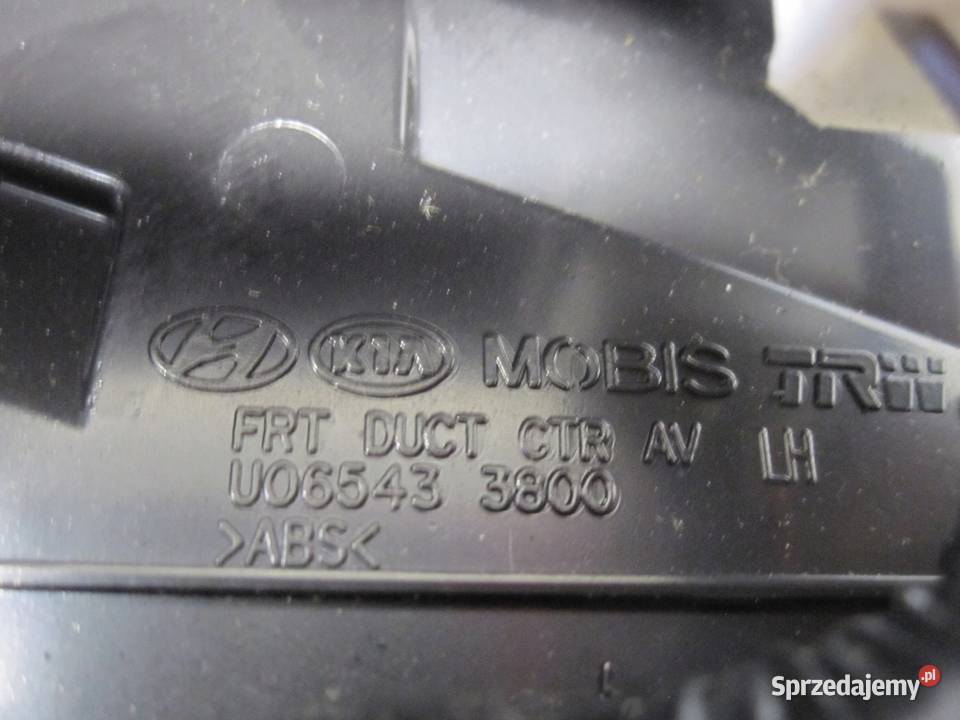 KIA MOBIS TRW
FRT DUCT CTR AV LH
U06543 3800
>ABS<
Sprzedajemy.pl